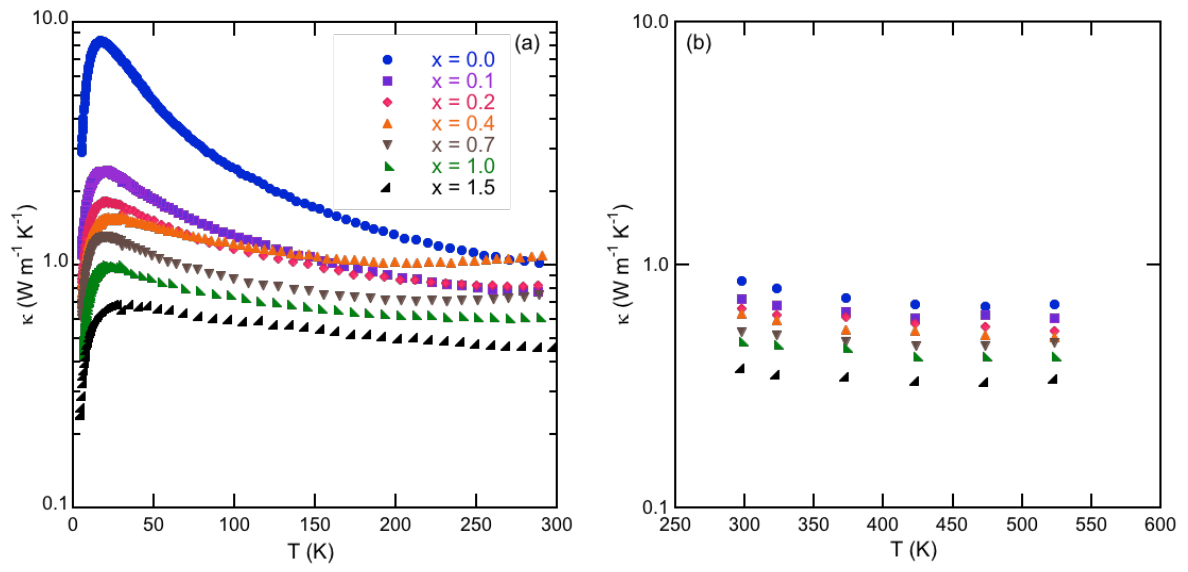 10.0
(a)
x = 0.0
x = 0.1
x = 0.2
x = 0.4
x = 0.7
x = 1.0
x = 1.5
1.0
κ (W m⁻¹ K⁻¹)
0.1
0 50 100 150 200 250 300
T (K)
10.0
(b)
1.0
κ (W m⁻¹ K⁻¹)
0.1
250 300 350 400 450 500 550 600
T (K)